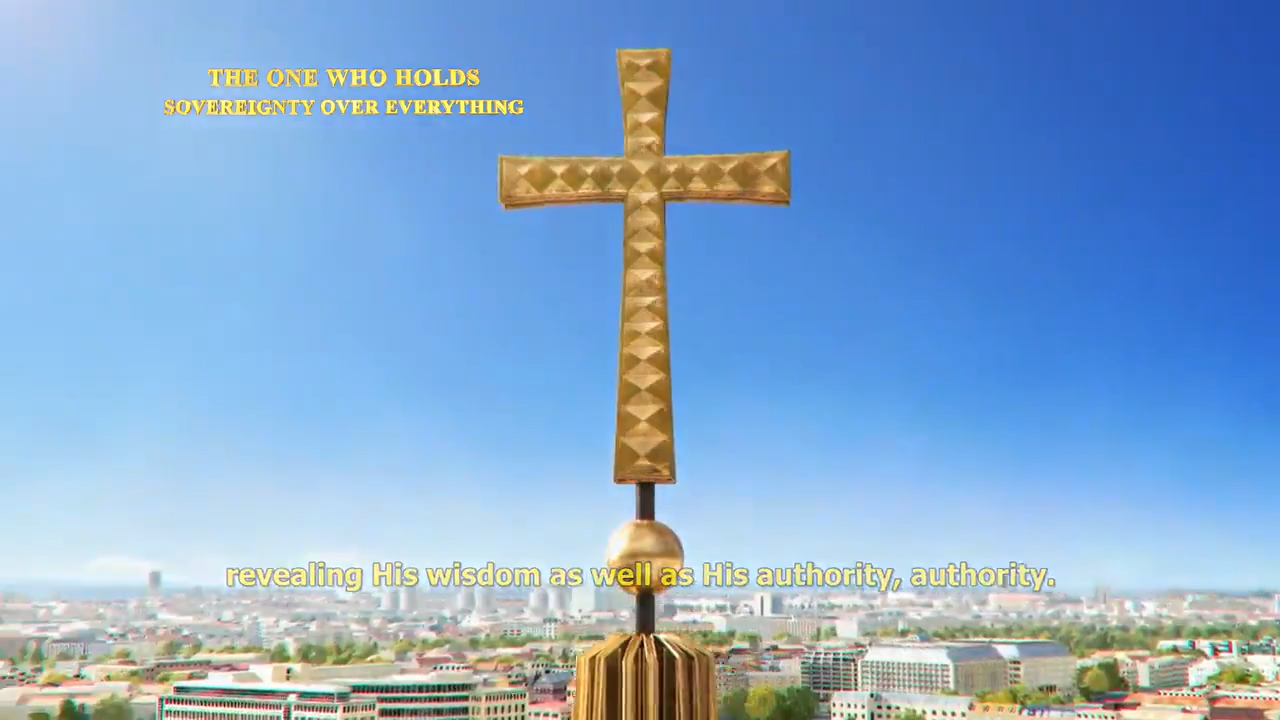 THE ONE WHO HOLDS
SOVEREIGNTY OVER EVERYTHING
revealing His wisdom as well as His authority, authority.